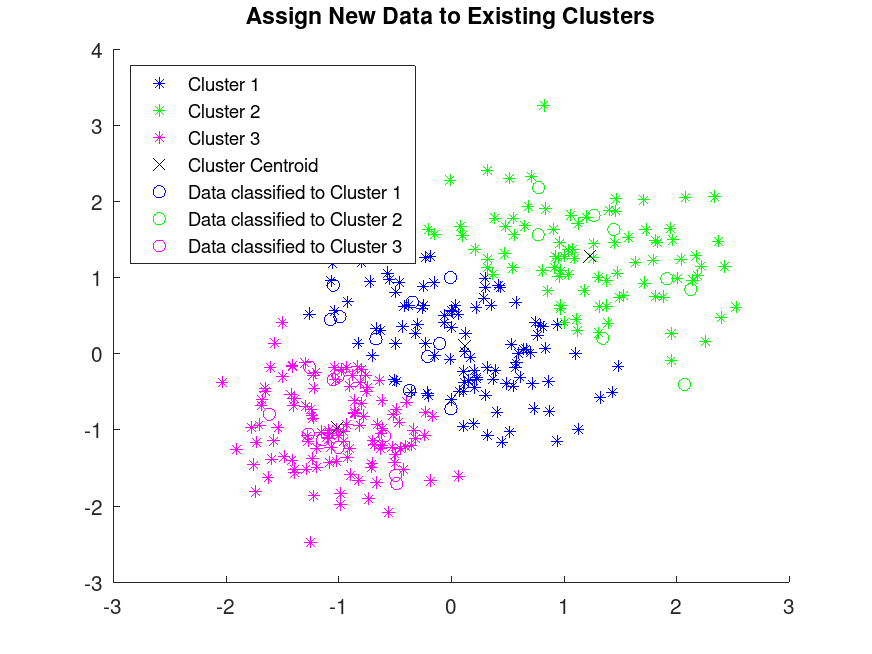 Assign New Data to Existing Clusters
4
3
2
1
0
-1
-2
-3
Cluster 1
Cluster 2
Cluster 3
Cluster Centroid
Data classified to Cluster 1
Data classified to Cluster 2
Data classified to Cluster 3
-3 -2 -1 0 1 2 3